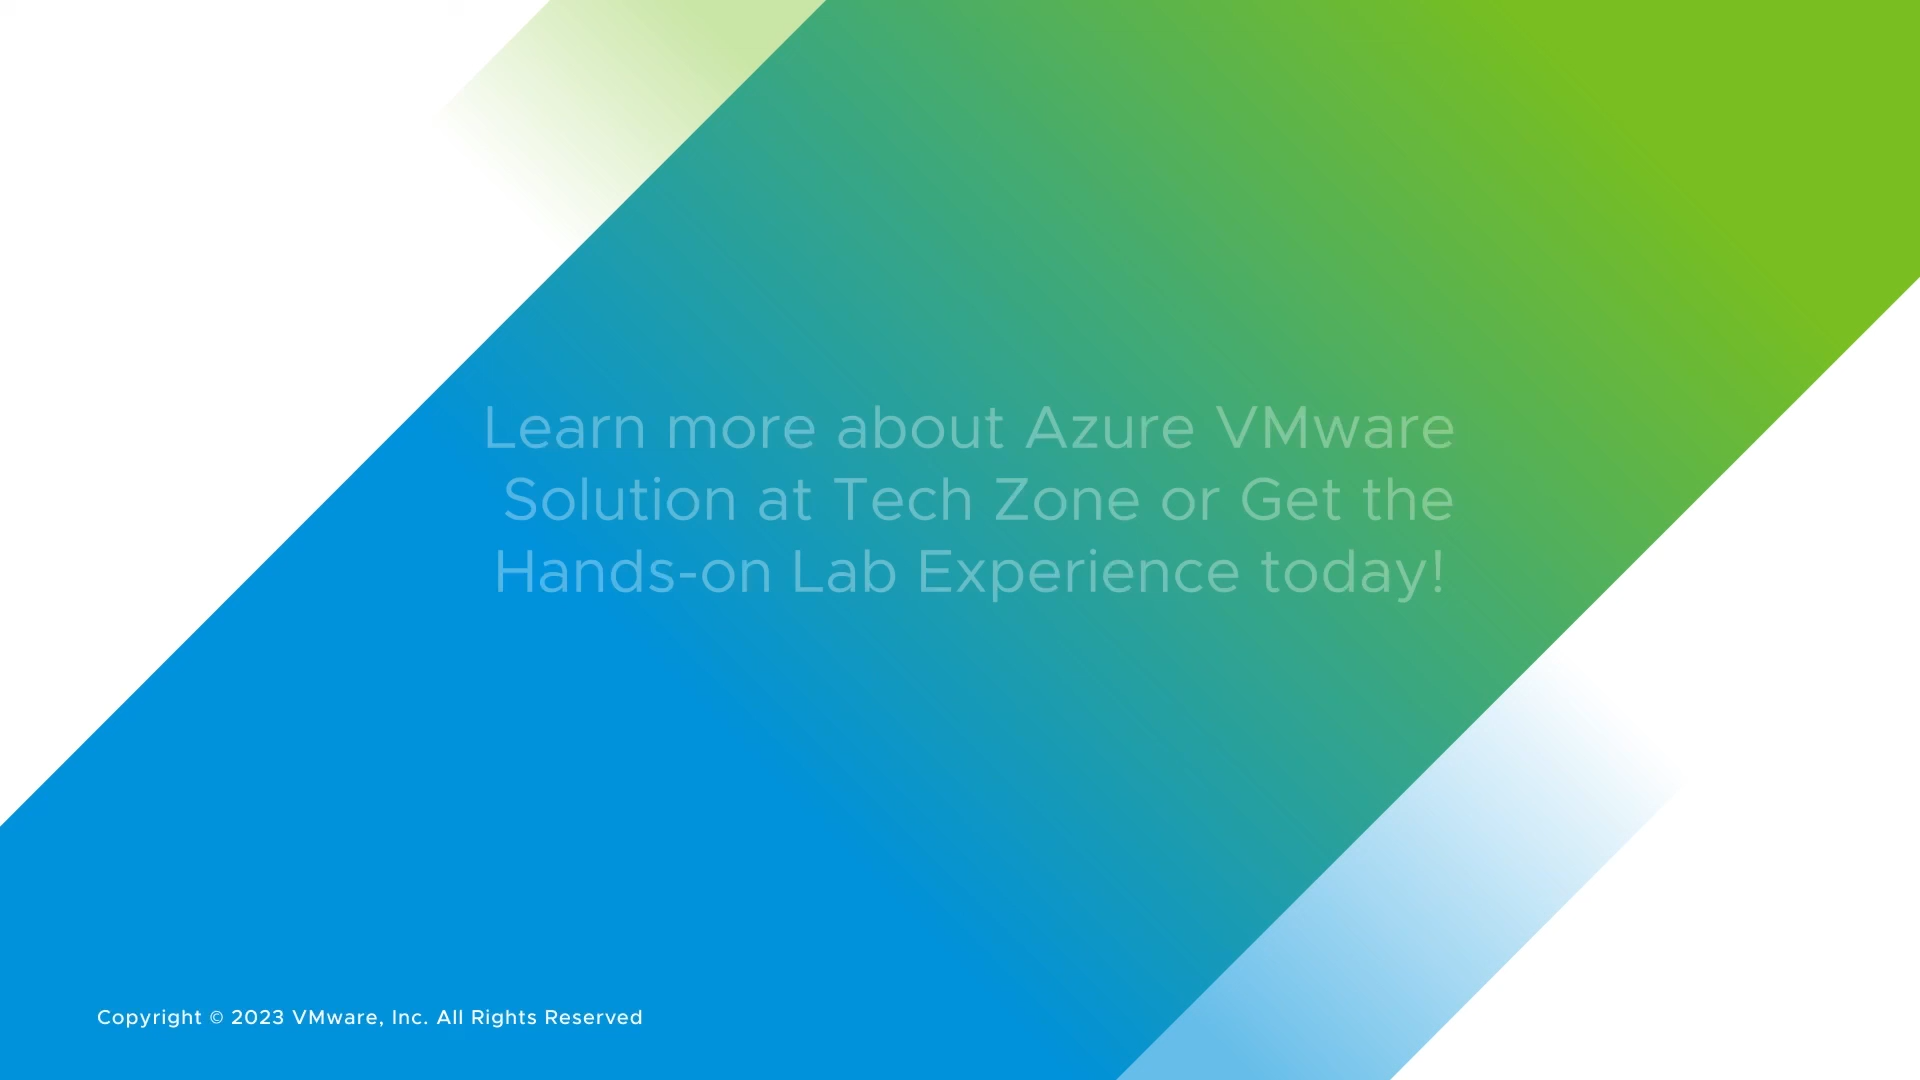 Learn more about Azure VMware
Solution at Tech Zone or Get the
Hands-on Lab Experience today!
Copyright © 2023 VMware, Inc. All Rights Reserved